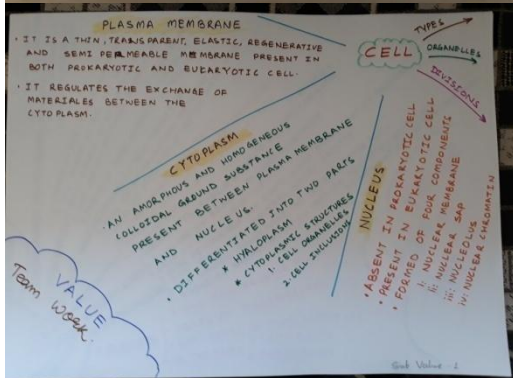 PLASMA MEMBRANE
• IT IS A THIN, TRANSPARENT, ELASTIC, REGENERATIVE
AND SEMI PERMEABLE MEMBRANE PRESENT IN
BOTH PROKARYOTIC AND EUKARYOTIC CELL.
• IT REGULATES THE EXCHANGE OF
MATERIALES BETWEEN THE
CYTOPLASM.
CELL
TYPES
ORGANELLES
DIVISIONS
CYTOPLASM
• AN AMORPHOUS AND HOMOGENEOUS
COLLOIDAL GROUND SUBSTANCE
PRESENT BETWEEN PLASMA MEMBRANE
AND NUCLEUS.
• DIFFERENTIATED INTO TWO PARTS
* HYALOPLASM
* CYTOPLASMIC STRUCTURES
1. CELL ORGANELLES
2. CELL INCLUSIONS
NUCLEUS
• ABSENT IN PROKARYOTIC CELL
• PRESENT IN EUKARYOTIC CELL
• FORMED OF FOUR COMPONENTS
i: NUCLEAR MEMBRANE
ii: NUCLEAR SAP
iii: NUCLEOLUS
iv: NUCLEAR CHROMATIN
VALUE
Team WORK.